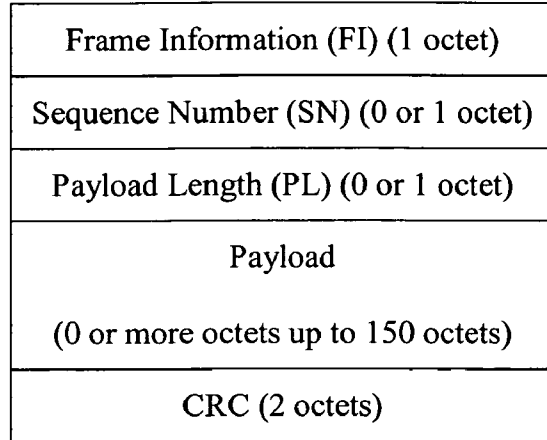 Frame Information (FI) (1 octet)
Sequence Number (SN) (0 or 1 octet)
Payload Length (PL) (0 or 1 octet)
Payload
(0 or more octets up to 150 octets)
CRC (2 octets)